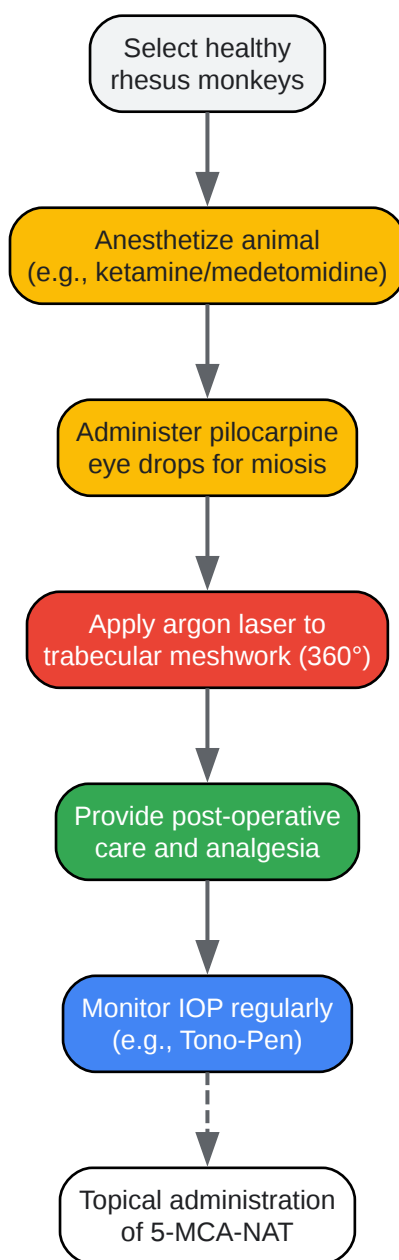 Select healthy
rhesus monkeys
Anesthetize animal
(e.g., ketamine/medetomidine)
Administer pilocarpine
eye drops for miosis
Apply argon laser to
trabecular meshwork (360°)
Provide post-operative
care and analgesia
Monitor IOP regularly
(e.g., Tono-Pen)
Topical administration
of 5-MCA-NAT